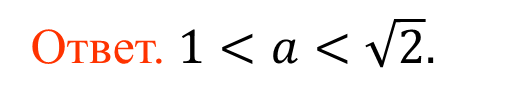 Ответ. 1 < a < √2.